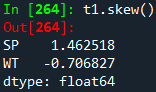 In [264]: t1.skew()
Out[264]:
SP    1.462518
WT   -0.706827
dtype: float64